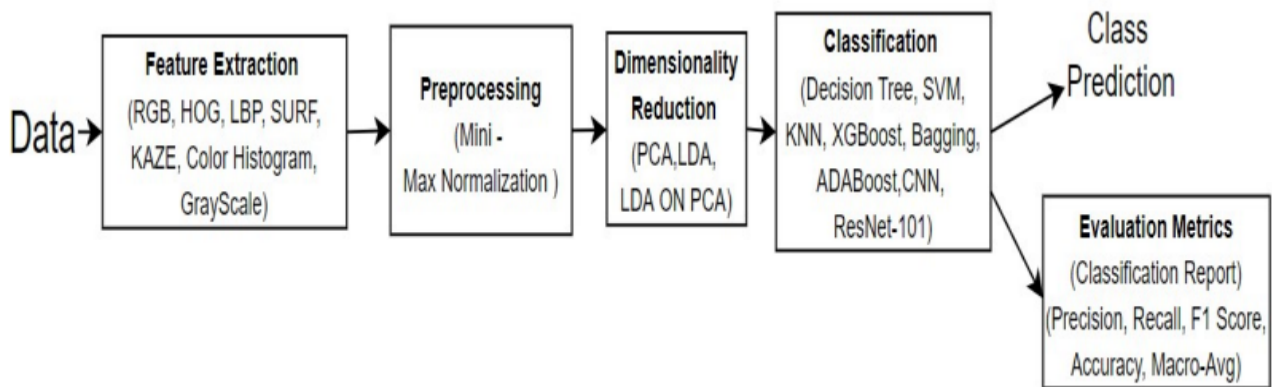 Data
Feature Extraction
(RGB, HOG, LBP, SURF,
KAZE, Color Histogram,
GrayScale)
Preprocessing
(Mini -
Max Normalization )
Dimensionality
Reduction
(PCA,LDA,
LDA ON PCA)
Classification
(Decision Tree, SVM,
KNN, XGBoost, Bagging,
ADABoost,CNN,
ResNet-101)
Class
Prediction
Evaluation Metrics
(Classification Report)
(Precision, Recall, F1 Score,
Accuracy, Macro-Avg)